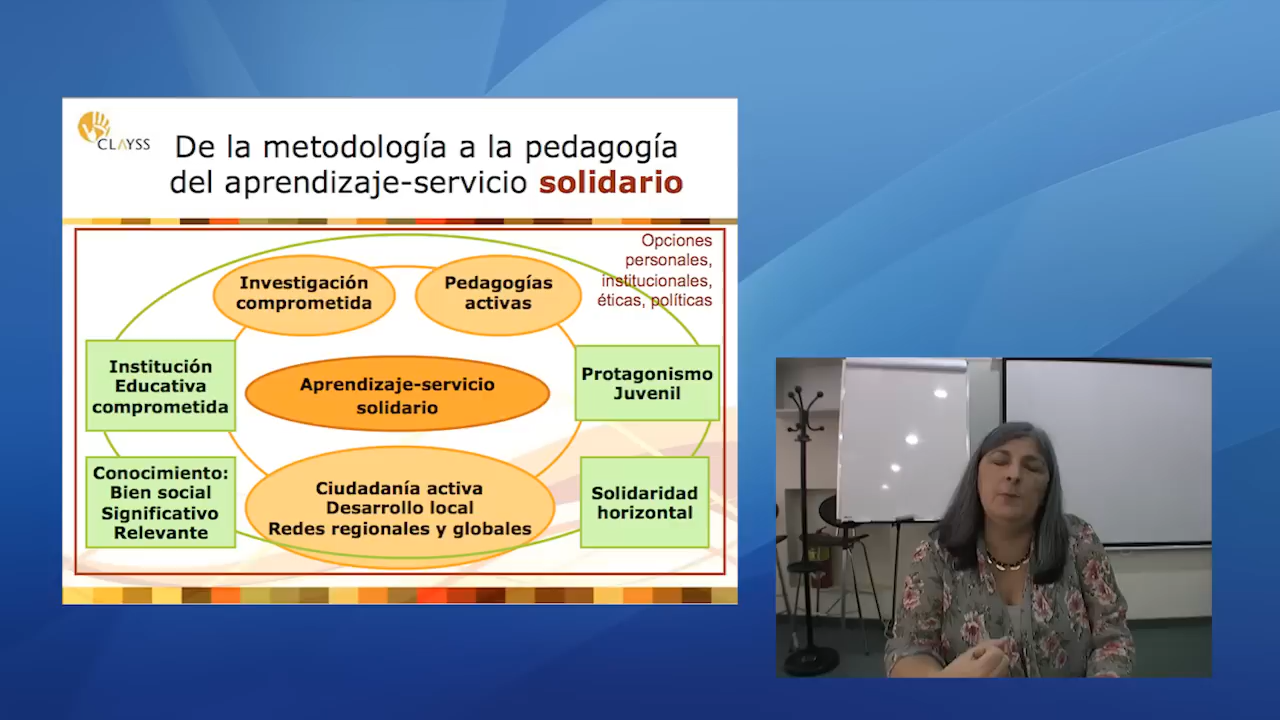 CLAYSS
De la metodología a la pedagogía
del aprendizaje-servicio solidario
Opciones
personales,
institucionales,
éticas, políticas
Investigación
comprometida
Pedagogías
activas
Institución
Educativa
comprometida
Aprendizaje-servicio
solidario
Protagonismo
Juvenil
Conocimiento:
Bien social
Significativo
Relevante
Ciudadanía activa
Desarrollo local
Redes regionales y globales
Solidaridad
horizontal